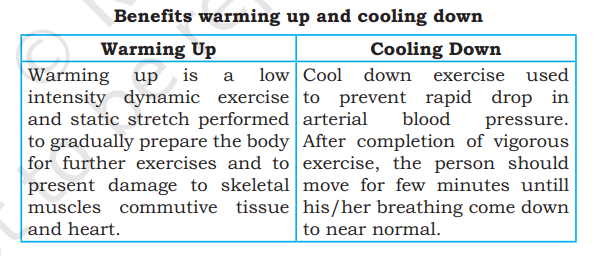 Benefits warming up and cooling down
Warming Up
Warming up is a low
intensity dynamic exercise
and static stretch performed
to gradually prepare the body
for further exercises and to
present damage to skeletal
muscles commutive tissue
and heart.
Cooling Down
Cool down exercise used
to prevent rapid drop in
arterial blood pressure.
After completion of vigorous
exercise, the person should
move for few minutes untill
his/her breathing come down
to near normal.